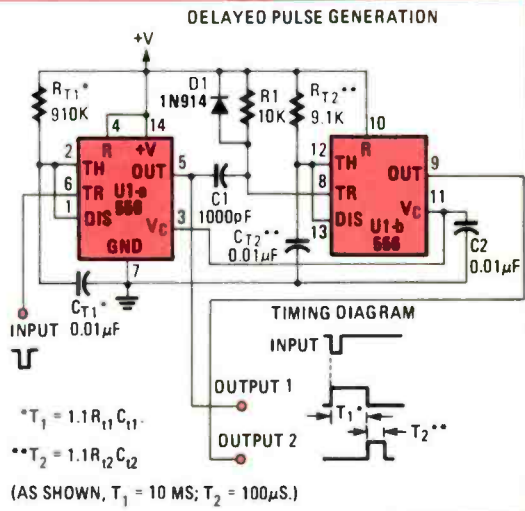 DELAYED PULSE GENERATION
+V
RT1*
910K
D1
1N914
R1
10K
RT2**
9.1K
4
14
10
R
+V
R
2
TH
OUT
5
12
TH
OUT
9
6
TR
U1-a
C1
8
TR
11
1
DIS
556
VC
3
1000pF
DIS
U1-b
VC
13
556
GND
CT2**
0.01µF
C2
0.01µF
7
CT1*
0.01µF
INPUT
TIMING DIAGRAM
INPUT
OUTPUT 1
T1*
T2**
OUTPUT 2
*T1 = 1.1Rt1Ct1.
**T2 = 1.1Rt2Ct2
(AS SHOWN, T1 = 10 MS; T2 = 100µS.)